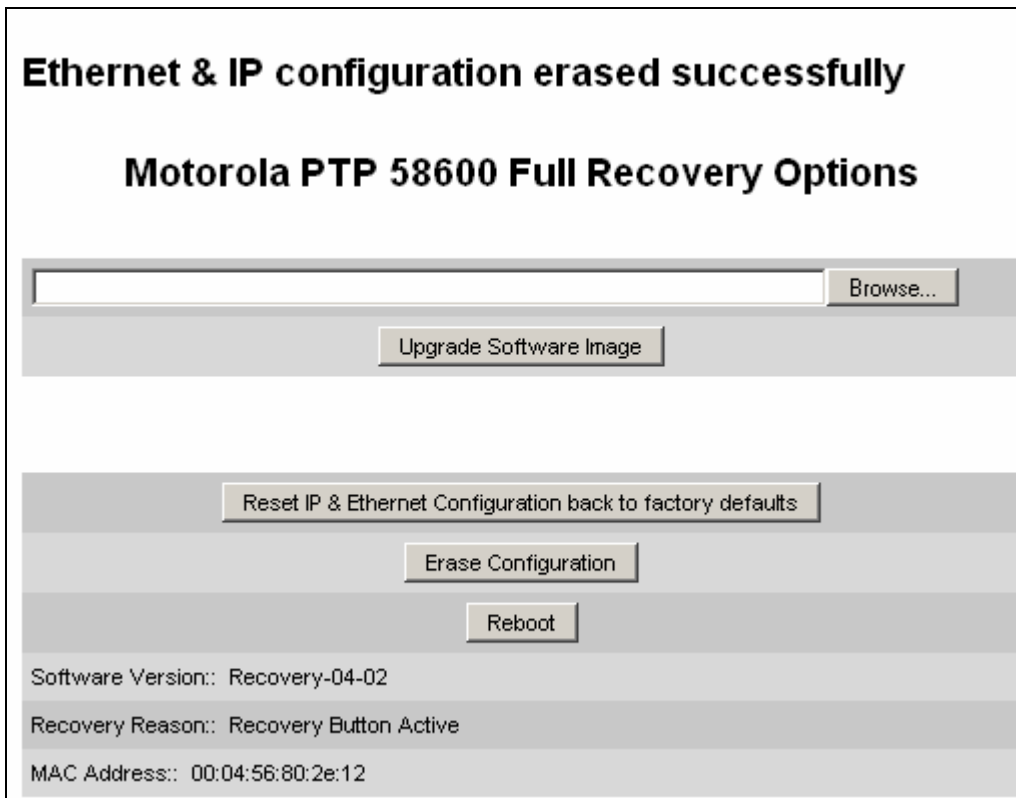 Ethernet & IP configuration erased successfully
Motorola PTP 58600 Full Recovery Options
Browse...
Upgrade Software Image
Reset IP & Ethernet Configuration back to factory defaults
Erase Configuration
Reboot
Software Version:: Recovery-04-02
Recovery Reason:: Recovery Button Active
MAC Address:: 00:04:56:80:2e:12